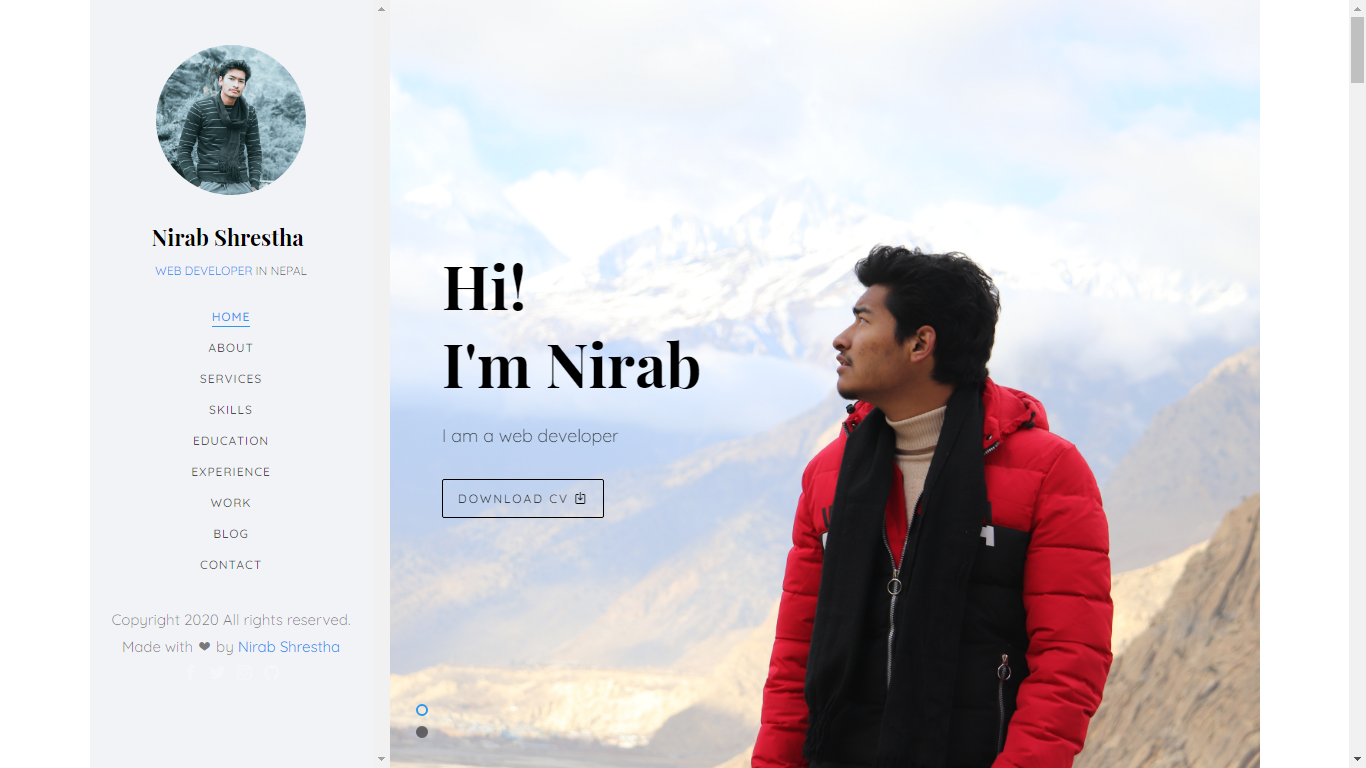 Nirab Shrestha
WEB DEVELOPER IN NEPAL
HOME
ABOUT
SERVICES
SKILLS
EDUCATION
EXPERIENCE
WORK
BLOG
CONTACT
Copyright 2020 All rights reserved.
Made with ❤ by Nirab Shrestha
Hi!
I'm Nirab
I am a web developer
DOWNLOAD CV